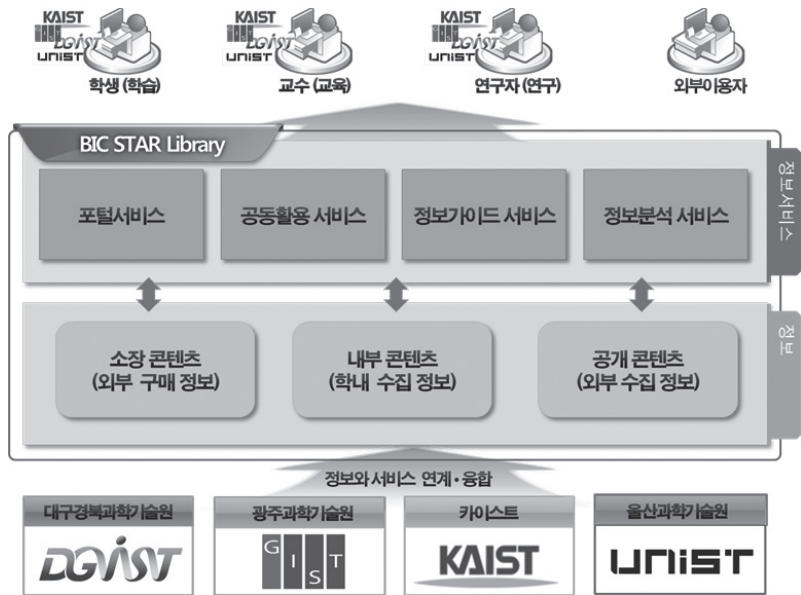 KAIST
GIST
DGIST
UNIST
학생 (학습)
KAIST
GIST
DGIST
UNIST
교수 (교육)
KAIST
GIST
DGIST
UNIST
연구자 (연구)
외부이용자
BIC STAR Library
포털서비스
공동활용 서비스
정보가이드 서비스
정보분석 서비스
정보서비스
소장 콘텐츠
(외부 구매 정보)
내부 콘텐츠
(학내 수집 정보)
공개 콘텐츠
(외부 수집 정보)
정보
정보와 서비스 연계·융합
대구경북과학기술원
DGIST
광주과학기술원
GIST
카이스트
KAIST
울산과학기술원
UNIST